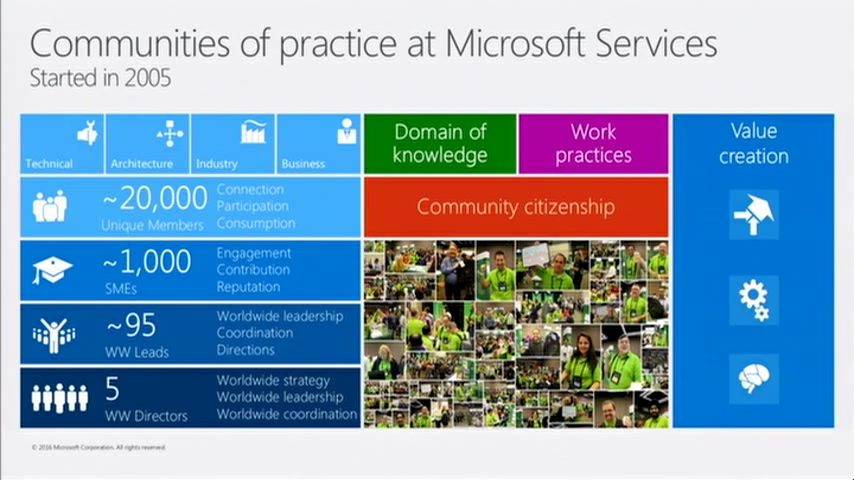 Communities of practice at Microsoft Services
Started in 2005
Technical
Architecture
Industry
Business
Domain of
knowledge
Work
practices
Value
creation
~20,000
Unique Members
Connection
Participation
Consumption
Community citizenship
~1,000
SMEs
Engagement
Contribution
Reputation
~95
WW Leads
Worldwide leadership
Coordination
Directions
5
WW Directors
Worldwide strategy
Worldwide leadership
Worldwide coordination
© 2016 Microsoft Corporation. All rights reserved.